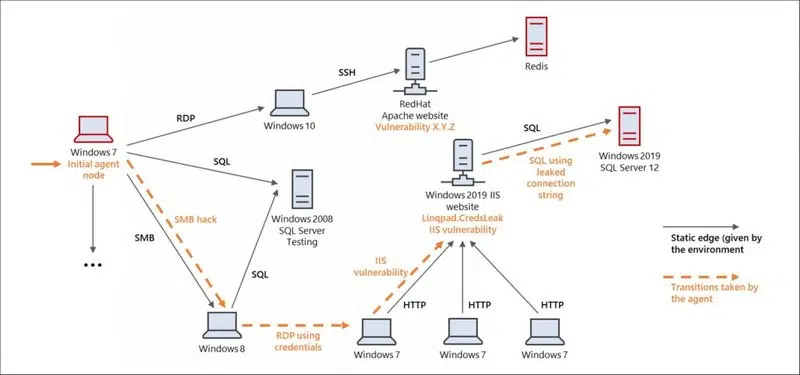 Redis
SSH
RedHat
Apache website
Vulnerability X.Y.Z
RDP
Windows 10
SQL
Windows 2019
SQL Server 12
SQL using
leaked
connection
string
Windows 7
Initial agent
node
SQL
Windows 2008
SQL Server
Testing
Windows 2019 IIS
website
Linqpad.CredsLeak
IIS vulnerability
SMB hack
SMB
...
SQL
IIS
vulnerability
HTTP
HTTP
HTTP
Static edge (given by
the environment
Transitions taken by
the agent
Windows 8
RDP using
credentials
Windows 7
Windows 7
Windows 7